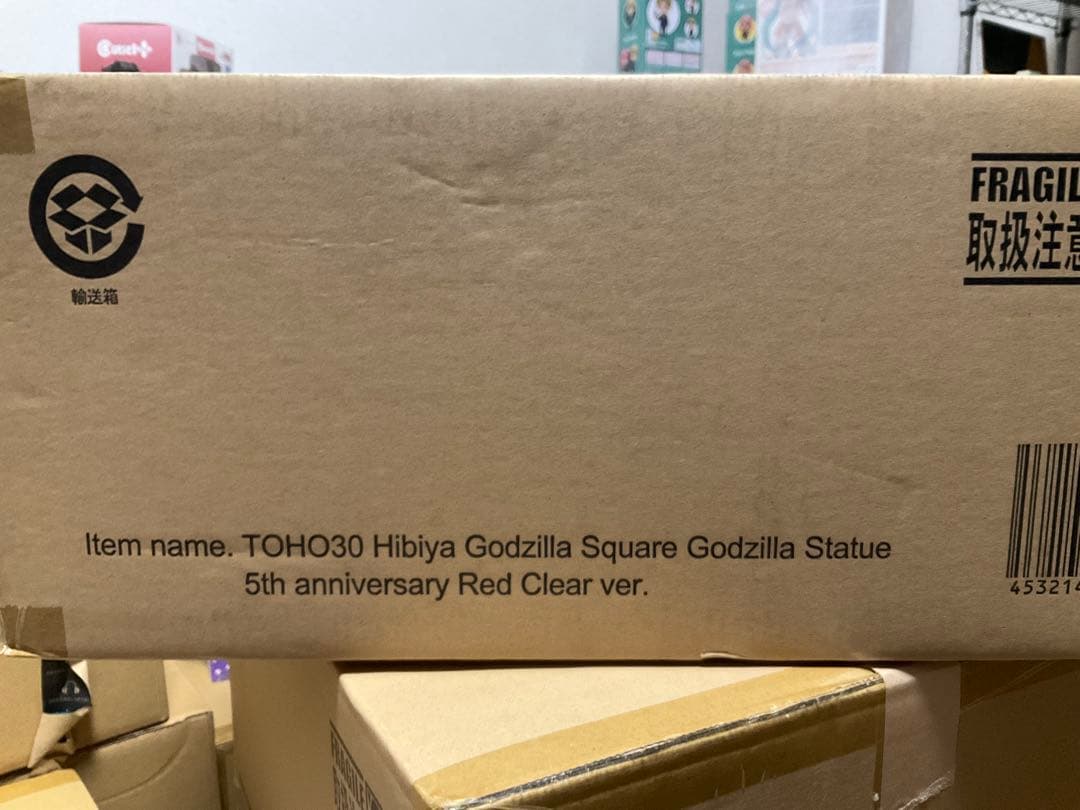 輸送箱
FRAGIL
取扱注意
Item name. TOHO30 Hibiya Godzilla Square Godzilla Statue
5th anniversary Red Clear ver.
453214
FRAGILE